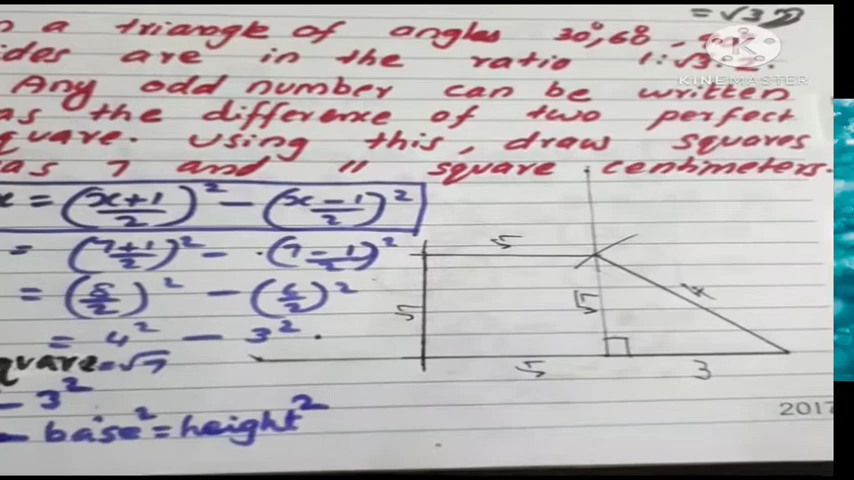 = √3
a triangle of angles 30°, 60°, 90°
ides are in the ratio 1:√3:2.
Any odd number can be written
as the difference of two perfect
quare. Using this, draw squares
as 7 and 11 square centimeters.
x = (x+1/2)² - (x-1/2)²
= (7+1/2)² - (7-1/2)²
= (8/2)² - (6/2)²
= 4² - 3².
quare = √7
- 3²
- base² = height²
5
5
5
4
5
3
2017
KINEMASTER